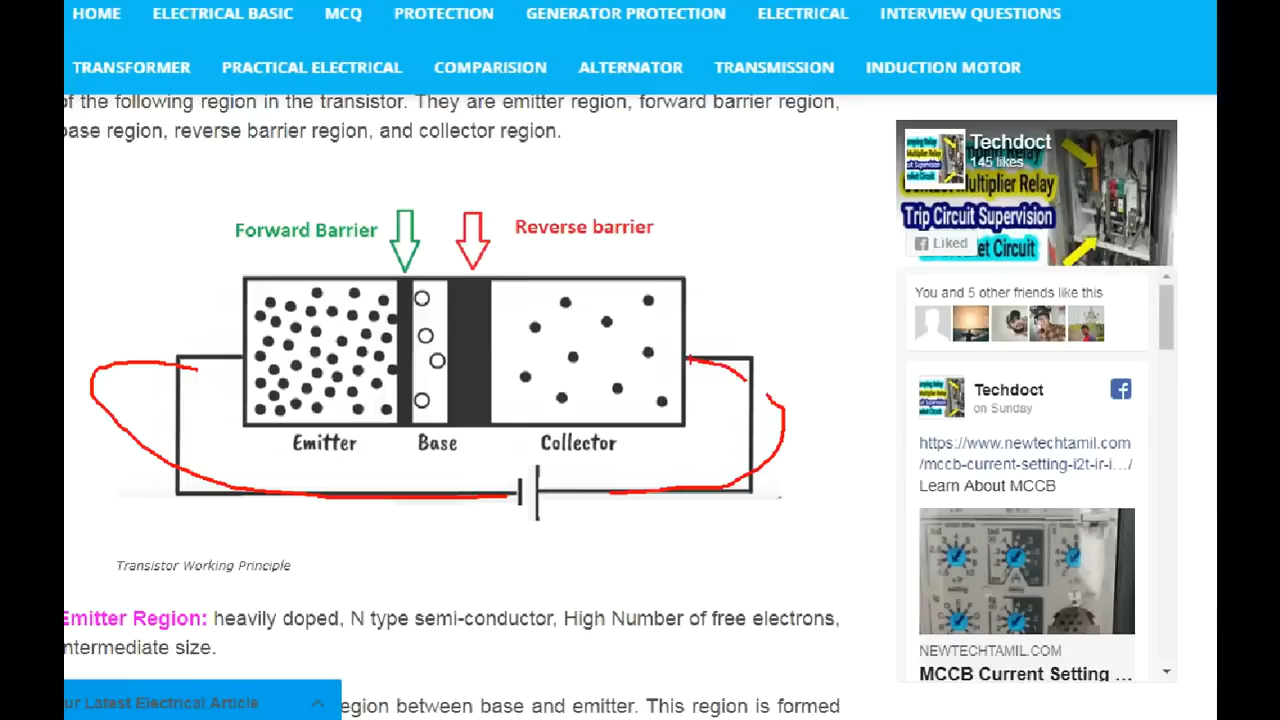 HOME ELECTRICAL BASIC MCQ PROTECTION GENERATOR PROTECTION ELECTRICAL INTERVIEW QUESTIONS
TRANSFORMER PRACTICAL ELECTRICAL COMPARISION ALTERNATOR TRANSMISSION INDUCTION MOTOR
of the following region in the transistor. They are emitter region, forward barrier region,
base region, reverse barrier region, and collector region.
Forward Barrier
Reverse barrier
Emitter Base Collector
Transistor Working Principle
Emitter Region: heavily doped, N type semi-conductor, High Number of free electrons,
intermediate size.
egion between base and emitter. This region is formed
ur Latest Electrical Article
Techdoct
145 likes
Multiplier Relay
Trip Circuit Supervision
Liked
et Circuit
You and 5 other friends like this
Techdoct
on Sunday
https://www.newtechtamil.com
/mccb-current-setting-i2t-ir-i.../
Learn About MCCB
NEWTECHTAMIL.COM
MCCB Current Setting ...